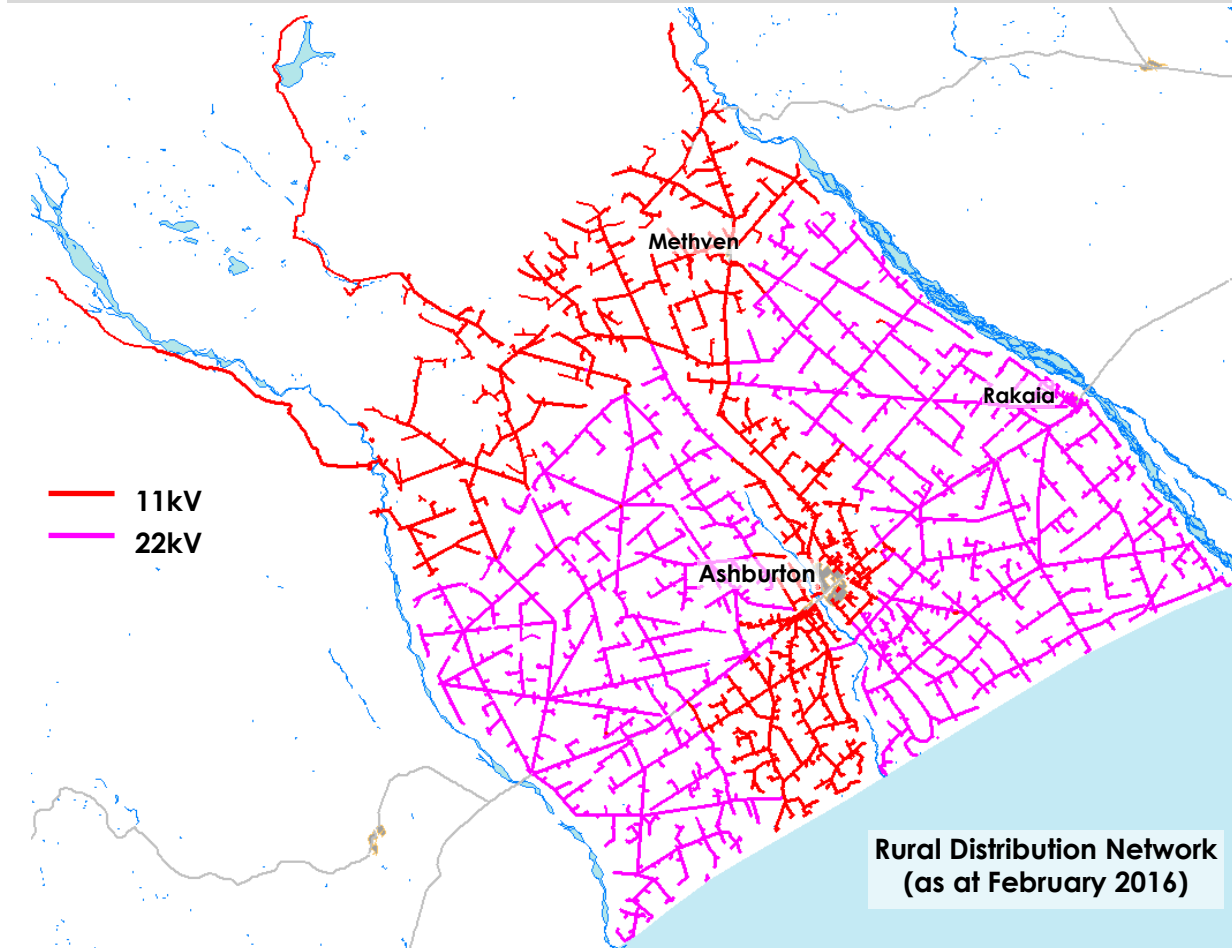 Methven
Rakaia
11kV
22kV
Ashburton
Rural Distribution Network
(as at February 2016)